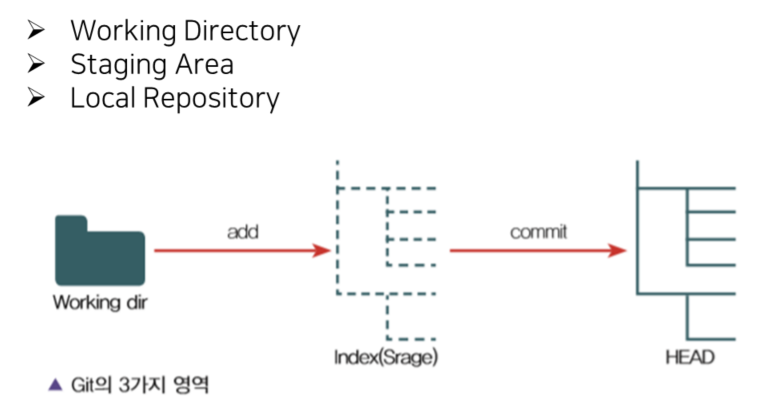 ➢ Working Directory
➢ Staging Area
➢ Local Repository
add
commit
Working dir
Index(Srage)
HEAD
▲ Git의 3가지 영역